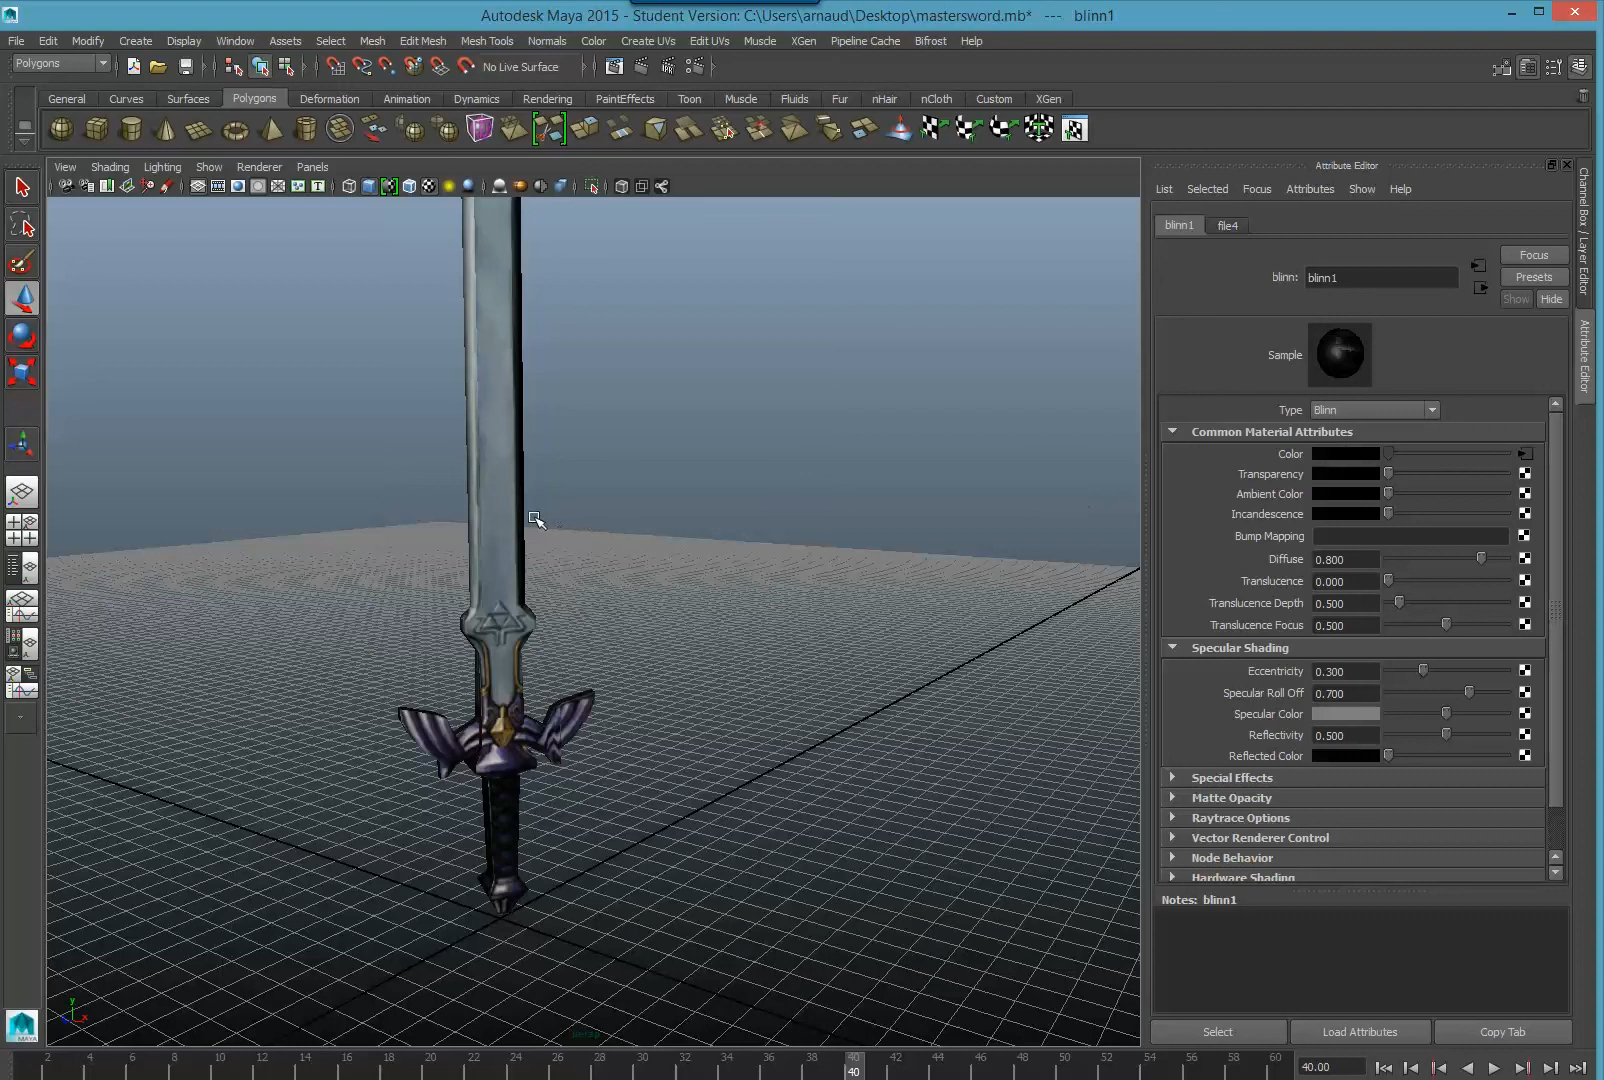 Autodesk Maya 2015 - Student Version: C:\Users\arnaud\Desktop\mastersword.mb* --- blinn1
File Edit Modify Create Display Window Assets Select Mesh Edit Mesh Mesh Tools Normals Color Create UVs Edit UVs Muscle XGen Pipeline Cache Bifrost Help
Polygons No Live Surface
General Curves Surfaces Polygons Deformation Animation Dynamics Rendering PaintEffects Toon Muscle Fluids Fur nHair nCloth Custom XGen
View Shading Lighting Show Renderer Panels
Attribute Editor
List Selected Focus Attributes Show Help
blinn1 file4
Focus
blinn: blinn1
Presets
Show Hide
Sample
Type Blinn
Common Material Attributes
Color
Transparency
Ambient Color
Incandescence
Bump Mapping
Diffuse 0.800
Translucence 0.000
Translucence Depth 0.500
Translucence Focus 0.500
Specular Shading
Eccentricity 0.300
Specular Roll Off 0.700
Specular Color
Reflectivity 0.500
Reflected Color
Special Effects
Matte Opacity
Raytrace Options
Vector Renderer Control
Node Behavior
Hardware Shading
Notes: blinn1
Select Load Attributes Copy Tab
Channel Box / Layer Editor
Attribute Editor
y
x
persp
MAYA
2 4 6 8 10 12 14 16 18 20 22 24 26 28 30 32 34 36 38 40 42 44 46 48 50 52 54 56 58 60
40
40.00